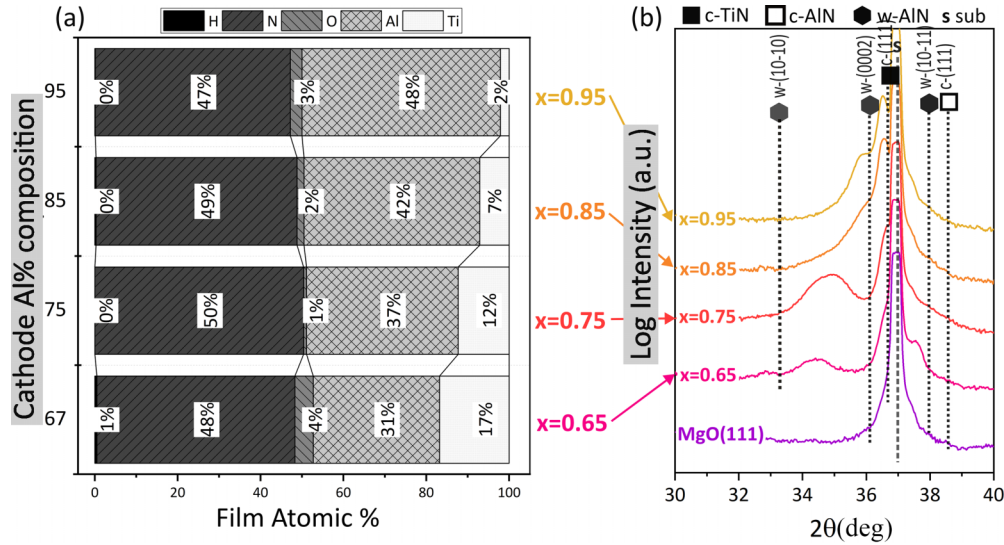 (a)
H N O Al Ti
Cathode Al% composition
95
85
75
67
0% 47% 3% 48% 2%
0% 49% 2% 42% 7%
0% 50% 1% 37% 12%
1% 48% 4% 31% 17%
0 20 40 60 80 100
Film Atomic %
x=0.95
x=0.85
x=0.75
x=0.65
(b)
c-TiN c-AlN w-AlN s sub
w-(10-10)
w-(0002)
c-(111)
s
w-(10-11)
c-(111)
Log Intensity (a.u.)
x=0.95
x=0.85
x=0.75
x=0.65
MgO(111)
30 32 34 36 38 40
2θ(deg)